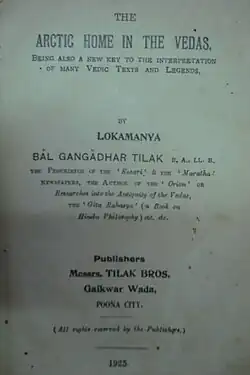 THE
ARCTIC HOME IN THE VEDAS,
BEING ALSO A NEW KEY TO THE INTERPRETATION
OF MANY VEDIC TEXTS AND LEGENDS,
BY
LOKAMANYA
BÂL GANGÂDHAR TILAK B. A., LL. B.
THE PROPRIETOR OF THE 'Kesari' & THE 'Maratha'
NEWSPAPERS, THE AUTHOR OF THE 'Orion' OR
Researches into the Antiquity of the Vedas,
THE 'Gita Rahasya' (a Book on
Hindu Philosophy) etc. etc.
Publishers
Messrs. TILAK BROS,
Gaikwar Wada,
POONA CITY.
(All rights reserved by the Publishers.)
1925.